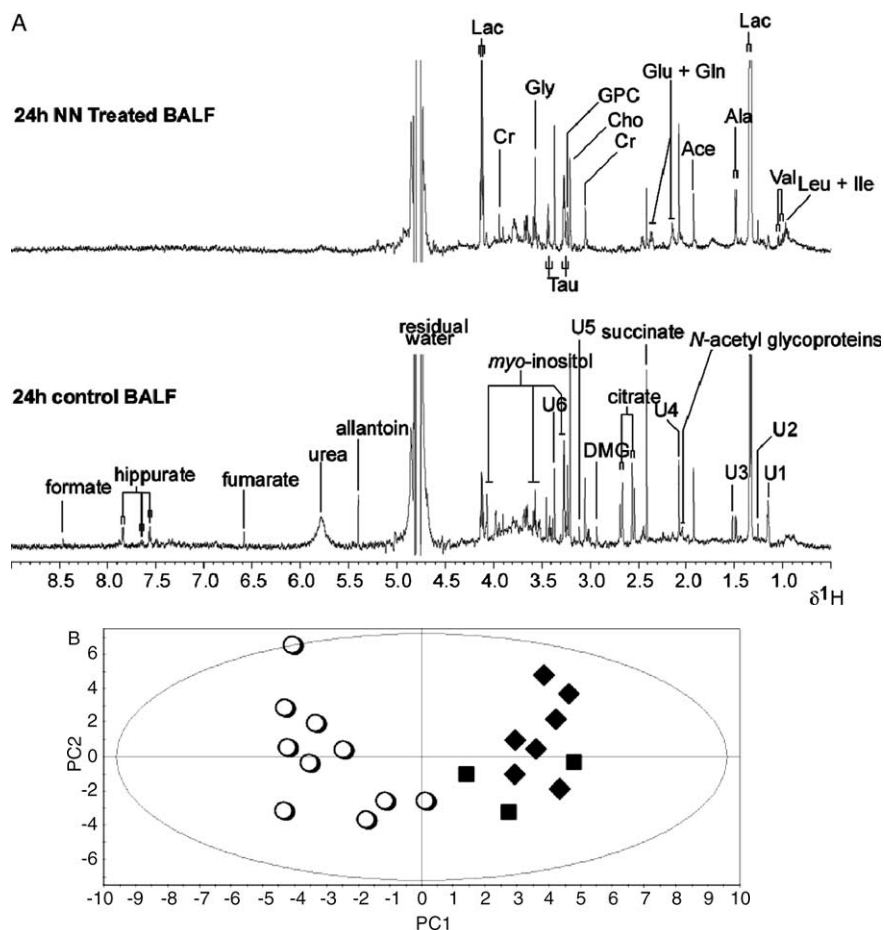 A
Lac
Lac
Glu + Gln
Gly
GPC
24h NN Treated BALF
Cho
Cr
Cr
Ala
Ace
Val
Leu + Ile
Tau
residual
water
U5
succinate
N-acetyl glycoproteins
myo-inositol
24h control BALF
U6
citrate
U4
U2
allantoin
urea
DMG
hippurate
formate
fumarate
U3
U1
8.5 8.0 7.5 7.0 6.5 6.0 5.5 5.0 4.5 4.0 3.5 3.0 2.5 2.0 1.5 1.0
δ¹H
B
6
4
2
0
-2
-4
-6
PC2
-10 -9 -8 -7 -6 -5 -4 -3 -2 -1 0 1 2 3 4 5 6 7 8 9 10
PC1